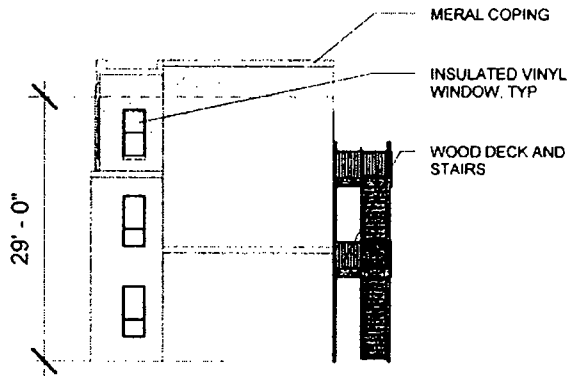 MERAL COPING
INSULATED VINYL
WINDOW, TYP
WOOD DECK AND
STAIRS
29' - 0"